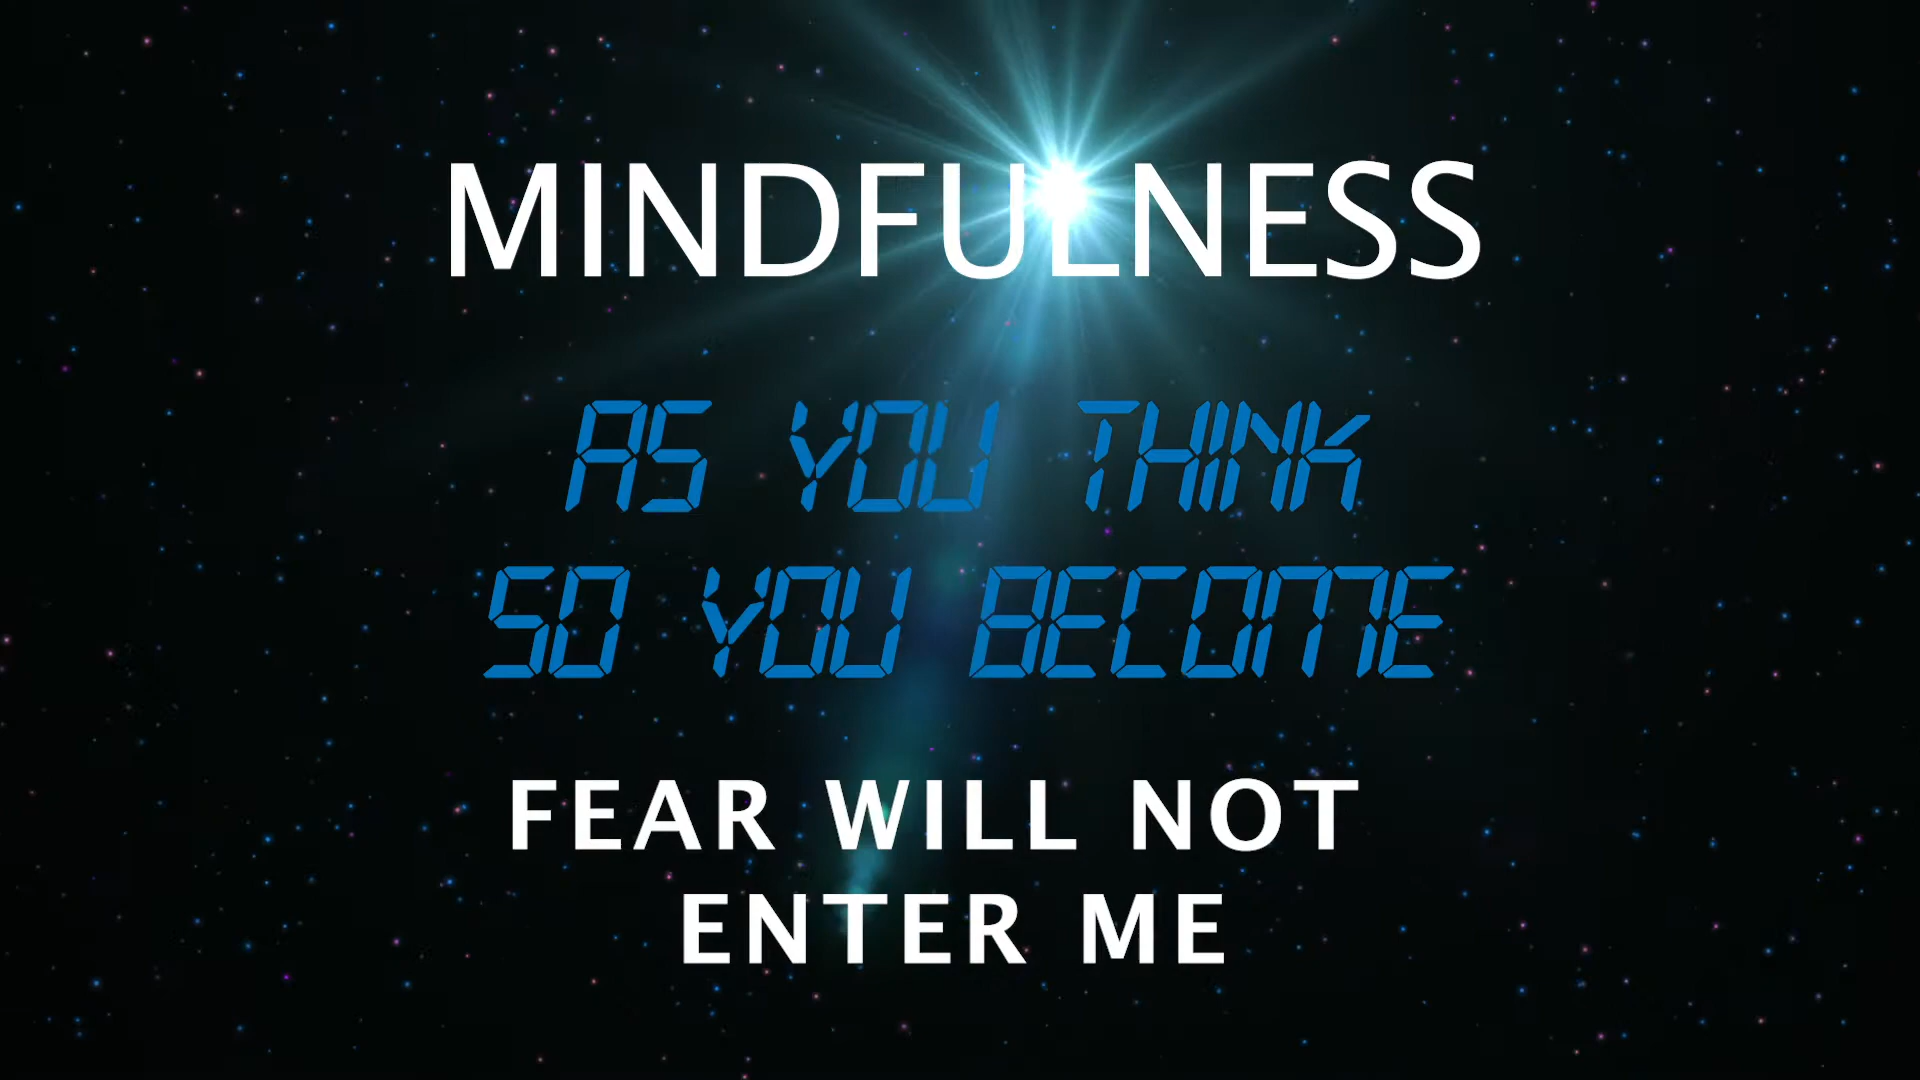 MINDFULNESS
AS YOU THINK
SO YOU BECOME
FEAR WILL NOT
ENTER ME